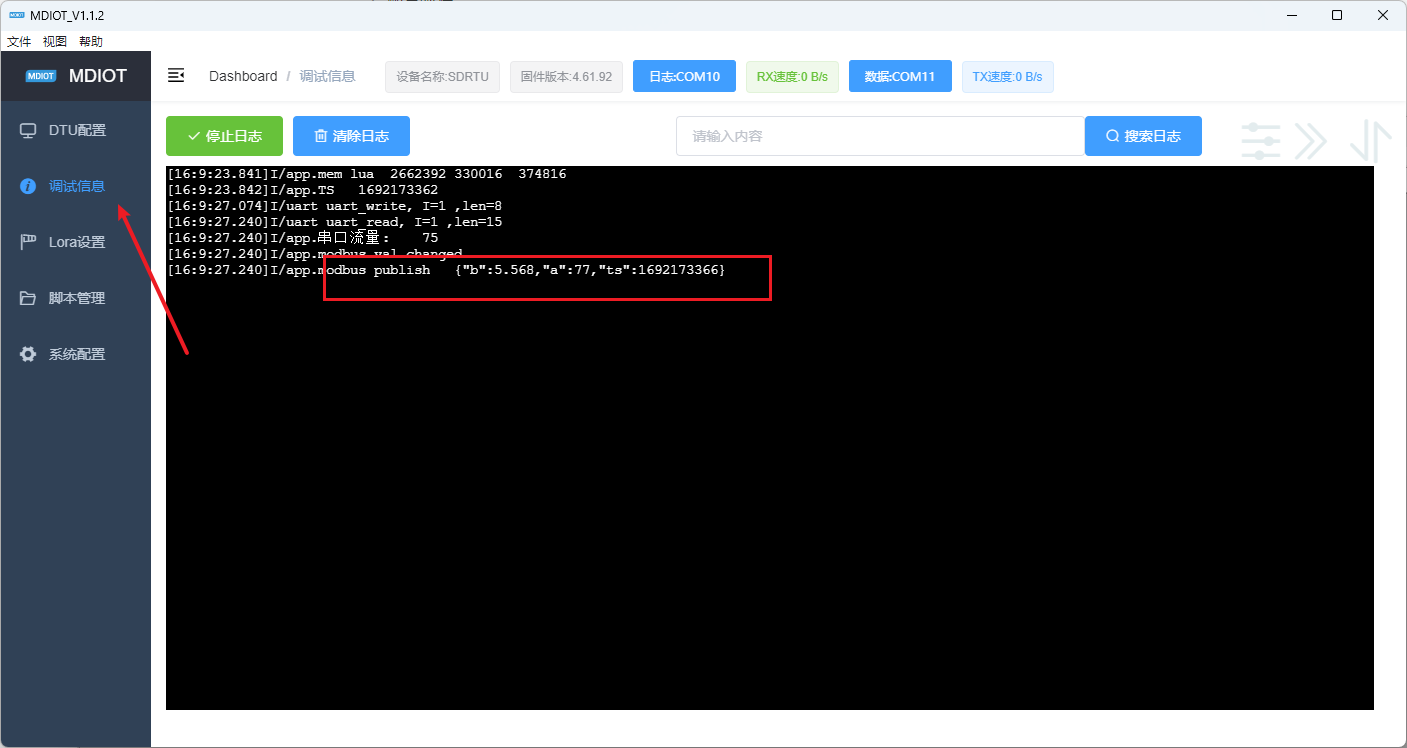 MDIOT MDIOT_V1.1.2
文件 视图 帮助
MDIOT MDIOT
Dashboard / 调试信息 设备名称:SDRTU 固件版本:4.61.92 日志:COM10 RX速度:0 B/s 数据:COM11 TX速度:0 B/s
DTU配置
调试信息
Lora设置
脚本管理
系统配置
停止日志 清除日志 请输入内容 搜索日志
[16:9:23.841]I/app.mem lua 2662392 330016 374816
[16:9:23.842]I/app.TS 1692173362
[16:9:27.074]I/uart uart_write, I=1 ,len=8
[16:9:27.240]I/uart uart_read, I=1 ,len=15
[16:9:27.240]I/app.串口流量: 75
[16:9:27.240]I/app.modbus val changed
[16:9:27.240]I/app.modbus publish {"b":5.568,"a":77,"ts":1692173366}